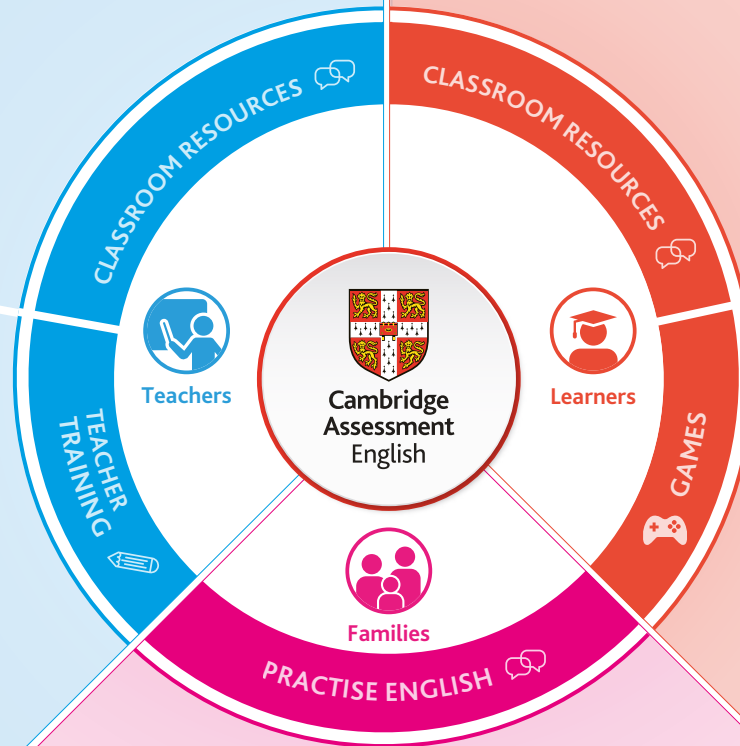 CLASSROOM RESOURCES
CLASSROOM RESOURCES
Teachers
Cambridge
Assessment
English
Learners
TEACHER
TRAINING
GAMES
Families
PRACTISE ENGLISH